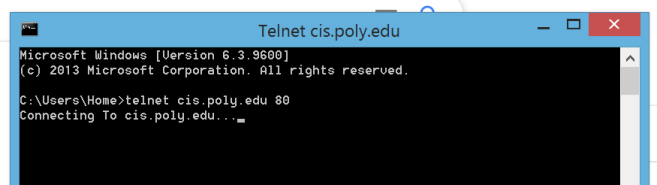 Telnet cis.poly.edu
Microsoft Windows [Version 6.3.9600]
(c) 2013 Microsoft Corporation. All rights reserved.
C:\Users\Home>telnet cis.poly.edu 80
Connecting To cis.poly.edu..._